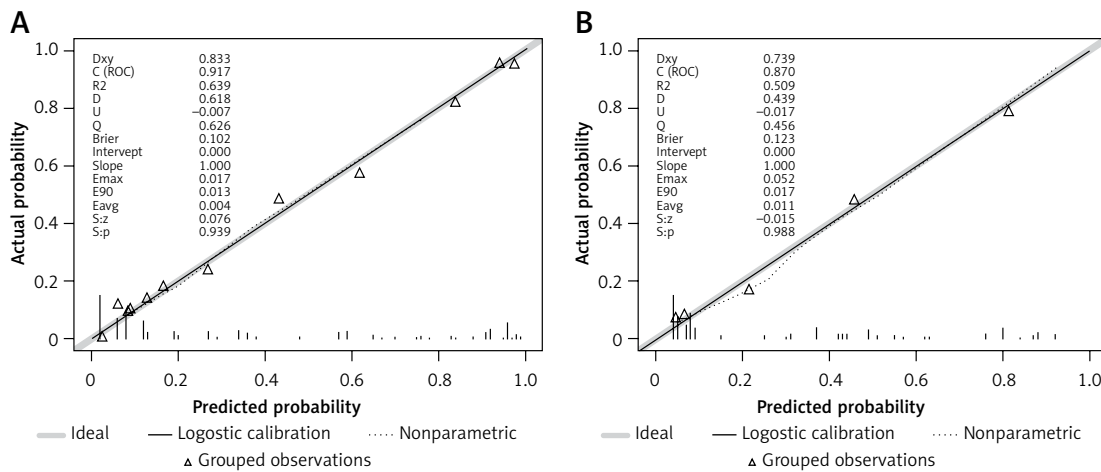 A
Actual probability
1.0
0.8
0.6
0.4
0.2
0
Dxy 0.833
C (ROC) 0.917
R2 0.639
D 0.618
U −0.007
Q 0.626
Brier 0.102
Intervept 0.000
Slope 1.000
Emax 0.017
E90 0.013
Eavg 0.004
S:z 0.076
S:p 0.939
0 0.2 0.4 0.6 0.8 1.0
Predicted probability
Ideal Logostic calibration Nonparametric
Grouped observations
B
Actual probability
1.0
0.8
0.6
0.4
0.2
0
Dxy 0.739
C (ROC) 0.870
R2 0.509
D 0.439
U −0.017
Q 0.456
Brier 0.123
Intervept 0.000
Slope 1.000
Emax 0.052
E90 0.017
Eavg 0.011
S:z −0.015
S:p 0.988
0 0.2 0.4 0.6 0.8 1.0
Predicted probability
Ideal Logostic calibration Nonparametric
Grouped observations